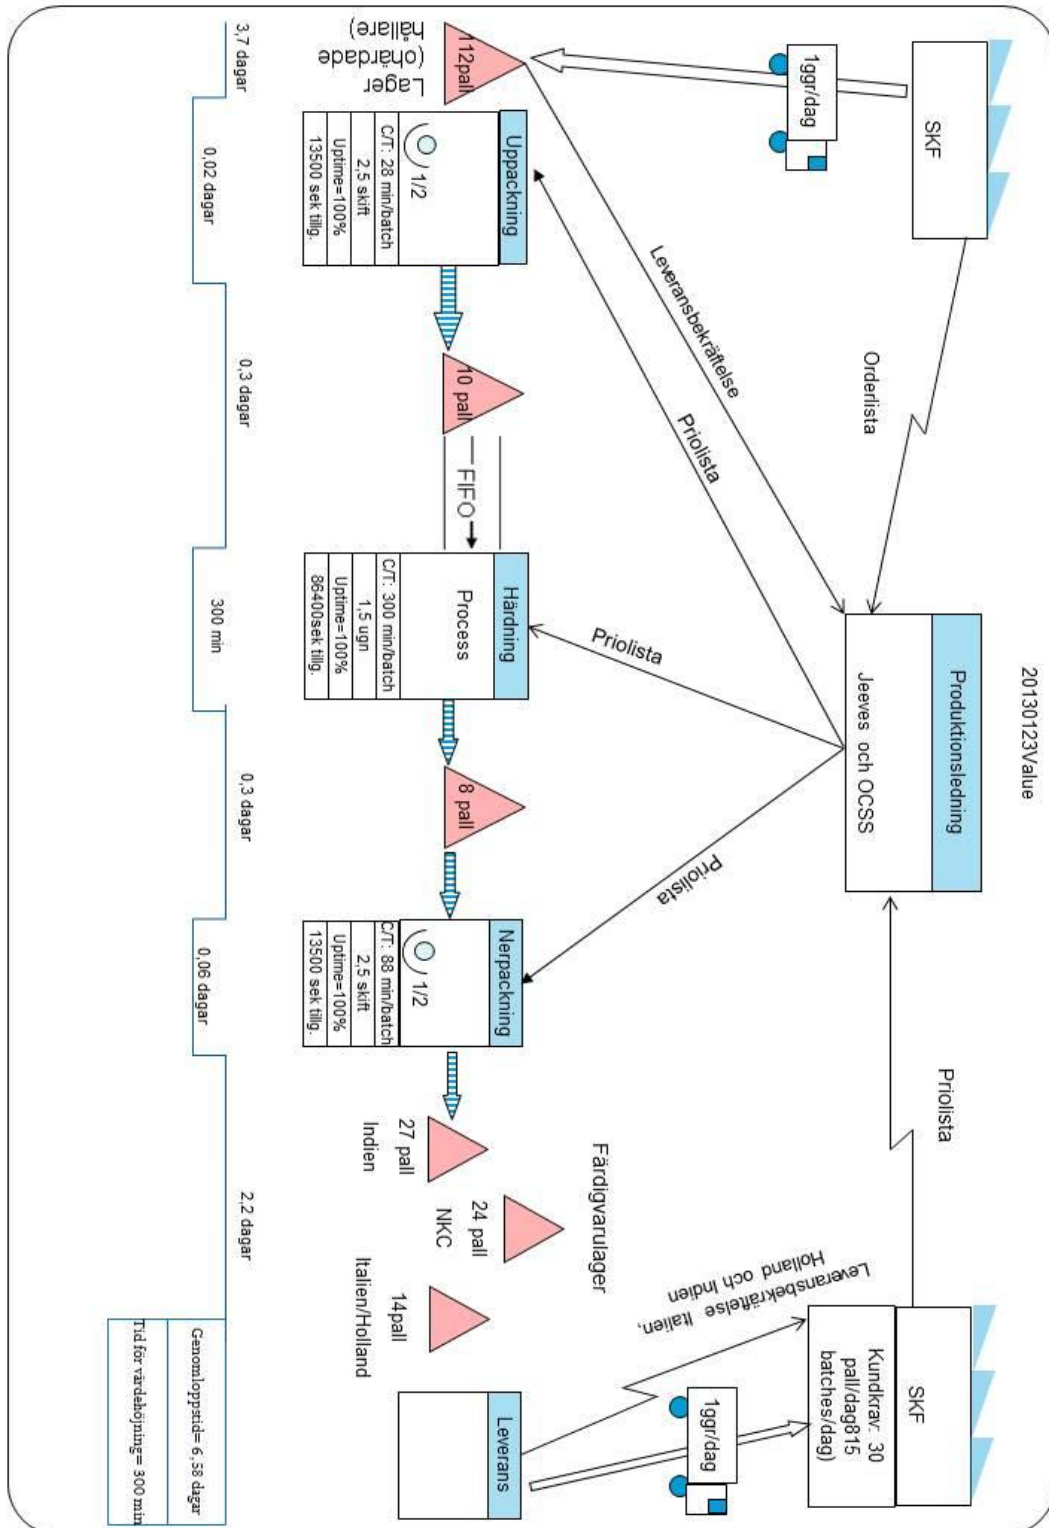 20130123Value
SKF
1ggr/dag
Orderlista
Produktionsledning
Jeeves och OCSS
Priolista
SKF
Kundkrav: 30
pall/dag815
batches/dag)
1ggr/dag
Leveransbekräftelse
Priolista
Priolista
Priolista
Leveransbekräftelse Italien,
Holland och Indien
112pall
Lager
(ohärdade
hållare)
Uppackning
1/2
C/T: 28 min/batch
2,5 skift
Uptime=100%
13500 sek tillg.
10 pall
FIFO
Härdning
Process
C/T: 300 min/batch
1,5 ugn
Uptime=100%
86400sek tillg.
8 pall
Nerpackning
1/2
C/T: 88 min/batch
2,5 skift
Uptime=100%
13500 sek tillg.
Färdigvarulager
27 pall
Indien
24 pall
NKC
14pall
Italien/Holland
Leverans
3,7 dagar
0,02 dagar
0,3 dagar
300 min
0,3 dagar
0,06 dagar
2,2 dagar
Genomloppstid= 6,58 dagar
Tid för värdehöjning= 300 min